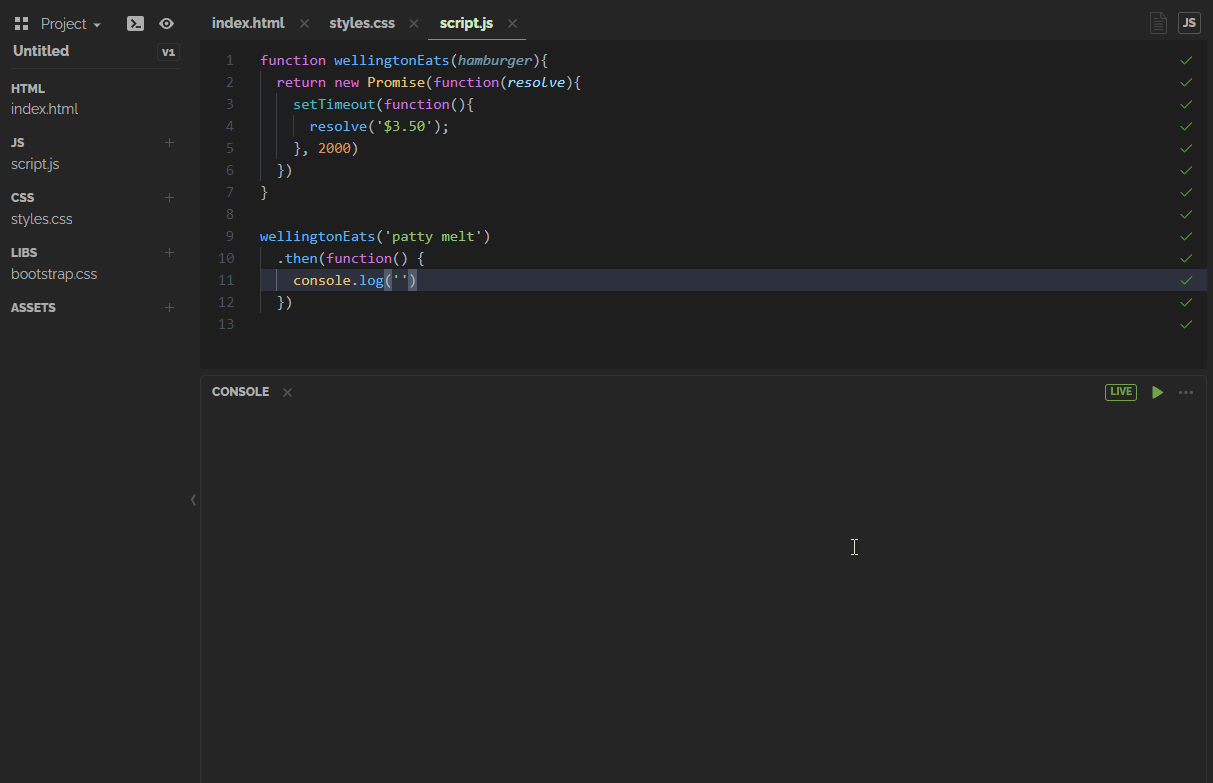 Project
Untitled
V1
HTML
index.html
JS
+
script.js
CSS
+
styles.css
LIBS
+
bootstrap.css
ASSETS
+
index.html × styles.css × script.js ×
JS
1 function wellingtonEats(hamburger){
2   return new Promise(function(resolve){
3     setTimeout(function(){
4       resolve('$3.50');
5     }, 2000)
6   })
7 }
8
9 wellingtonEats('patty melt')
10   .then(function() {
11     console.log('')
12   })
13
CONSOLE ×
LIVE